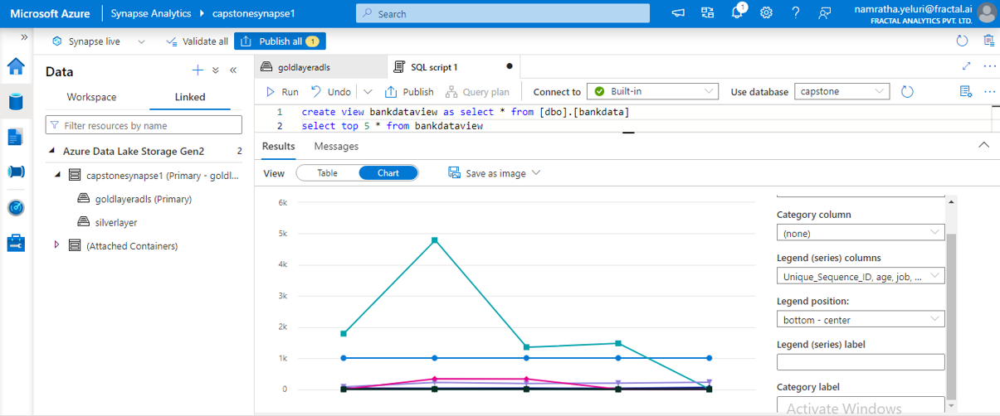 Microsoft Azure Synapse Analytics capstonesynapse1 Search 1 namratha.yeluri@fractal.ai
FRACTAL ANALYTICS PVT. LTD.
Synapse live Validate all Publish all 1
Data
Workspace Linked
Filter resources by name
Azure Data Lake Storage Gen2 2
capstonesynapse1 (Primary - goldl...
goldlayeradls (Primary)
silverlayer
(Attached Containers)
goldlayeradls SQL script 1
Run Undo Publish Query plan Connect to Built-in Use database capstone
1 create view bankdataview as select * from [dbo].[bankdata]
2 select top 5 * from bankdataview
Results Messages
View Table Chart Save as image
6k
5k
4k
3k
2k
1k
0
Category column
(none)
Legend (series) columns
Unique_Sequence_ID, age, job, ...
Legend position:
bottom - center
Legend (series) label
Category label
Activate Windows